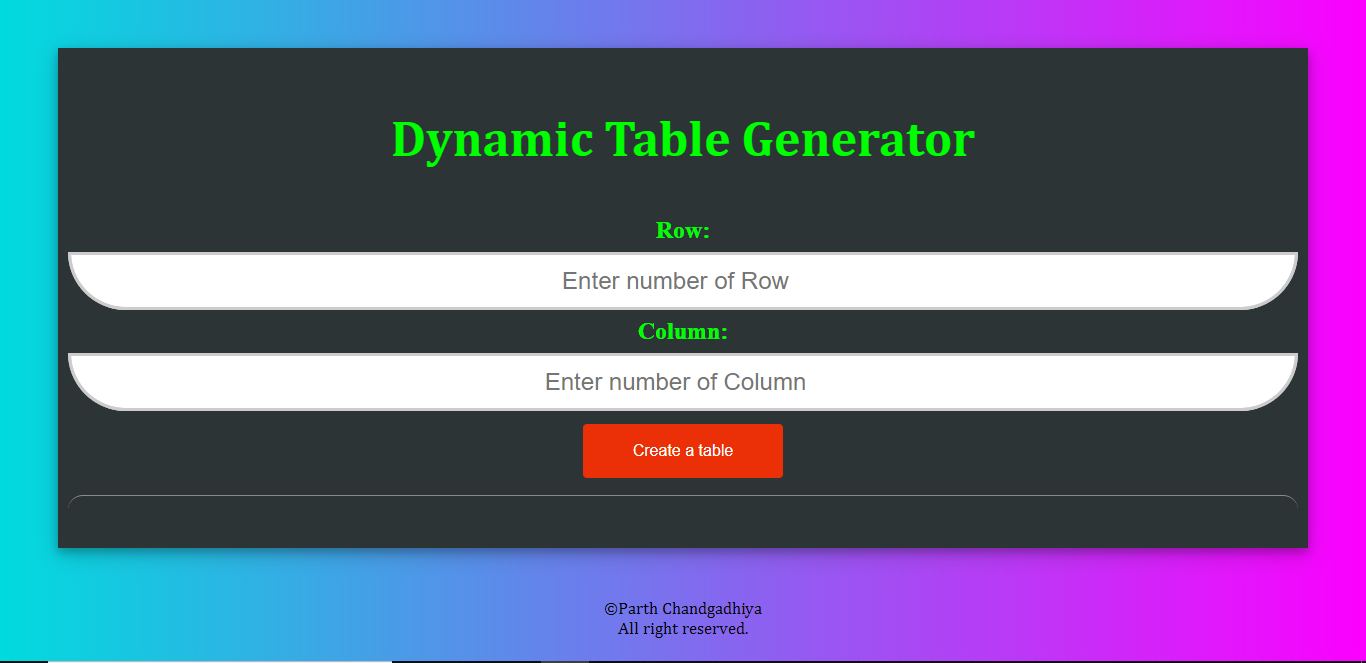 Dynamic Table Generator
Row:
Enter number of Row
Column:
Enter number of Column
Create a table
©Parth Chandgadhiya
All right reserved.